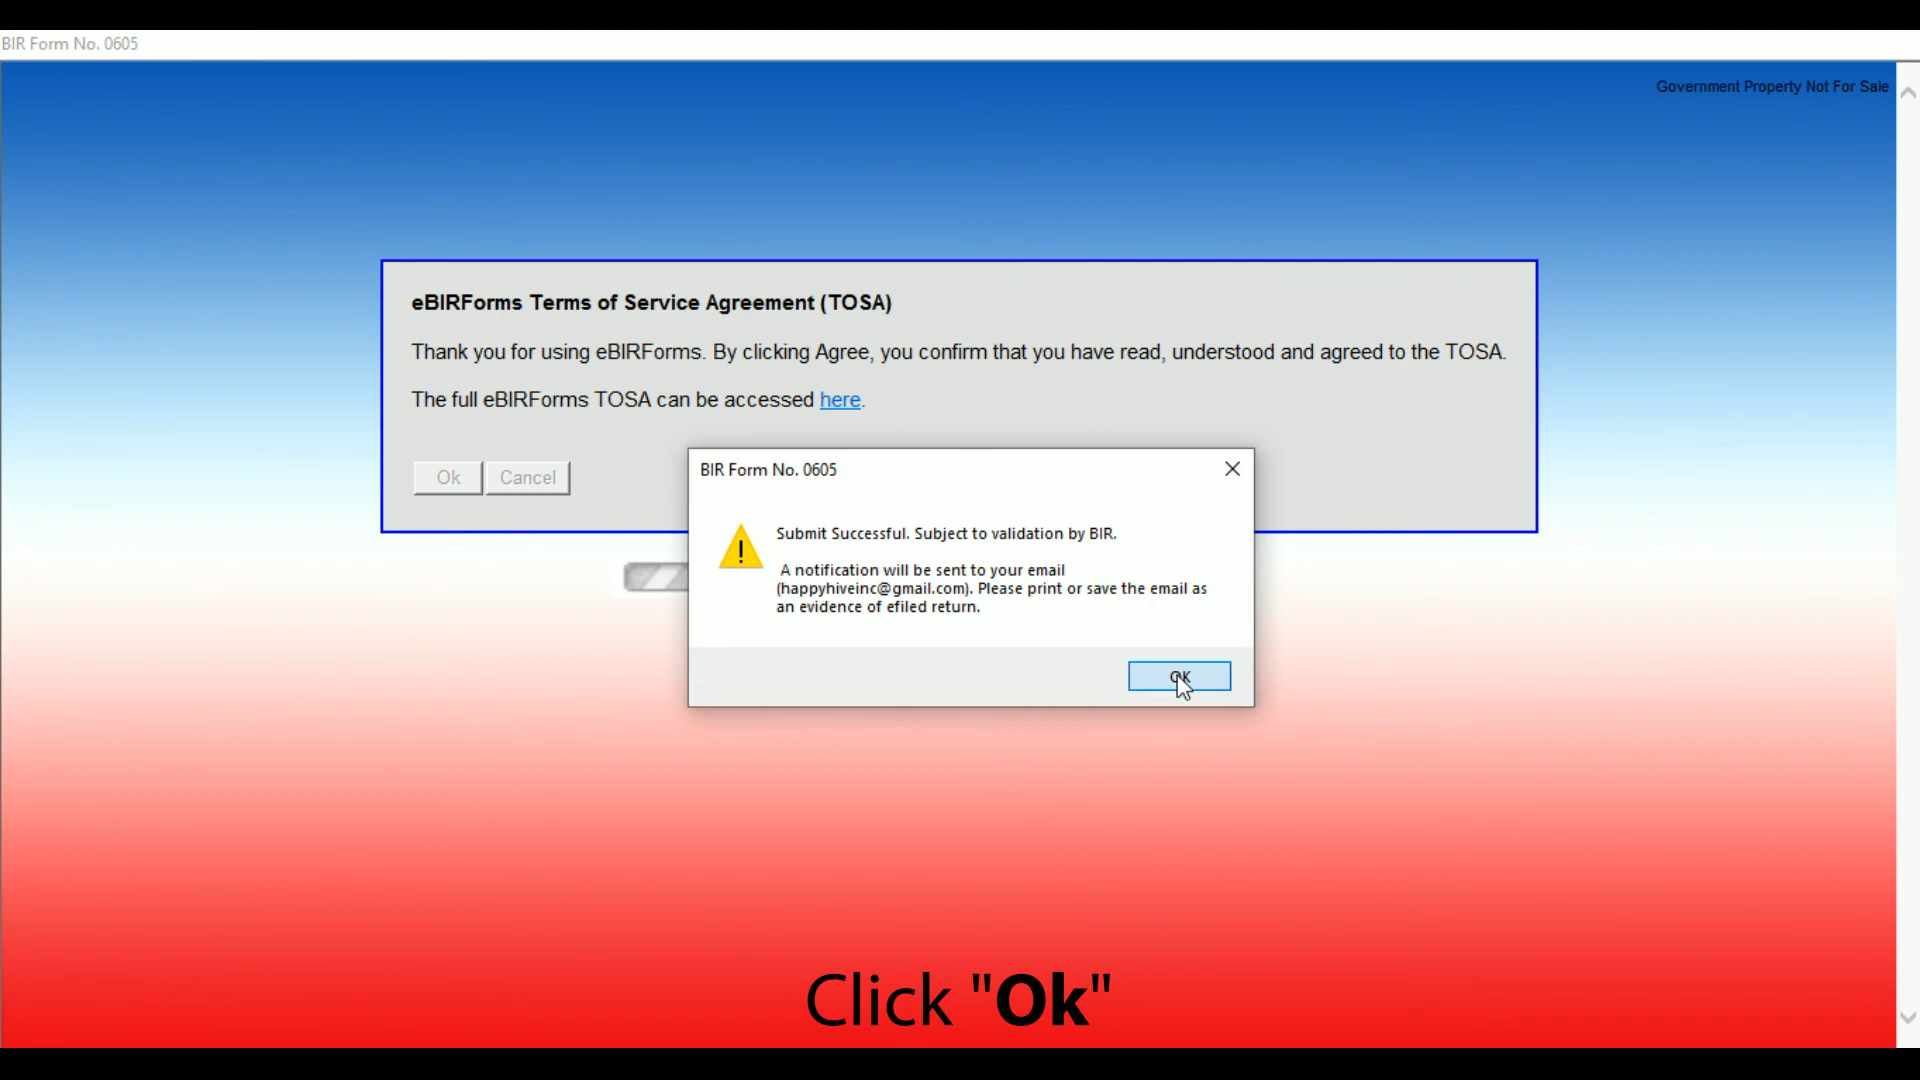 BIR Form No. 0605
Government Property Not For Sale
eBIRForms Terms of Service Agreement (TOSA)
Thank you for using eBIRForms. By clicking Agree, you confirm that you have read, understood and agreed to the TOSA.
The full eBIRForms TOSA can be accessed here.
Ok Cancel
BIR Form No. 0605
Submit Successful. Subject to validation by BIR.
A notification will be sent to your email
(happyhiveinc@gmail.com). Please print or save the email as
an evidence of efiled return.
OK
Click "Ok"